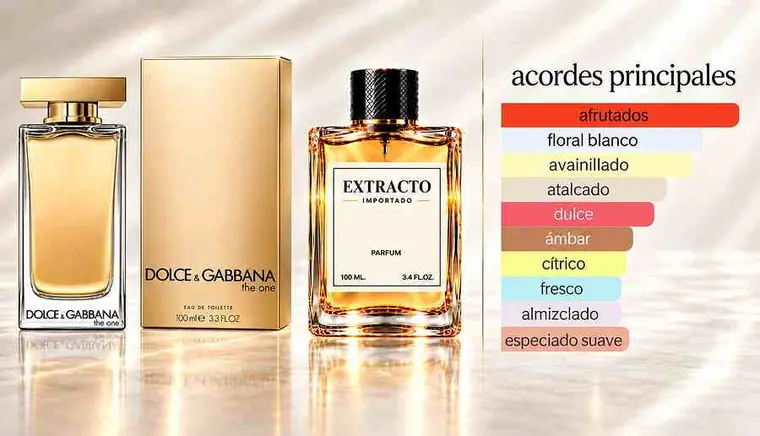 DOLCE & GABBANA
the one
DOLCE & GABBANA
the one
EAU DE TOILETTE
100 ml e 3.3 FL.OZ.
EXTRACTO
IMPORTADO
PARFUM
100 ML. 3.4 FL.OZ.
acordes principales
afrutados
floral blanco
avainillado
atalcado
dulce
ámbar
cítrico
fresco
almizclado
especiado suave